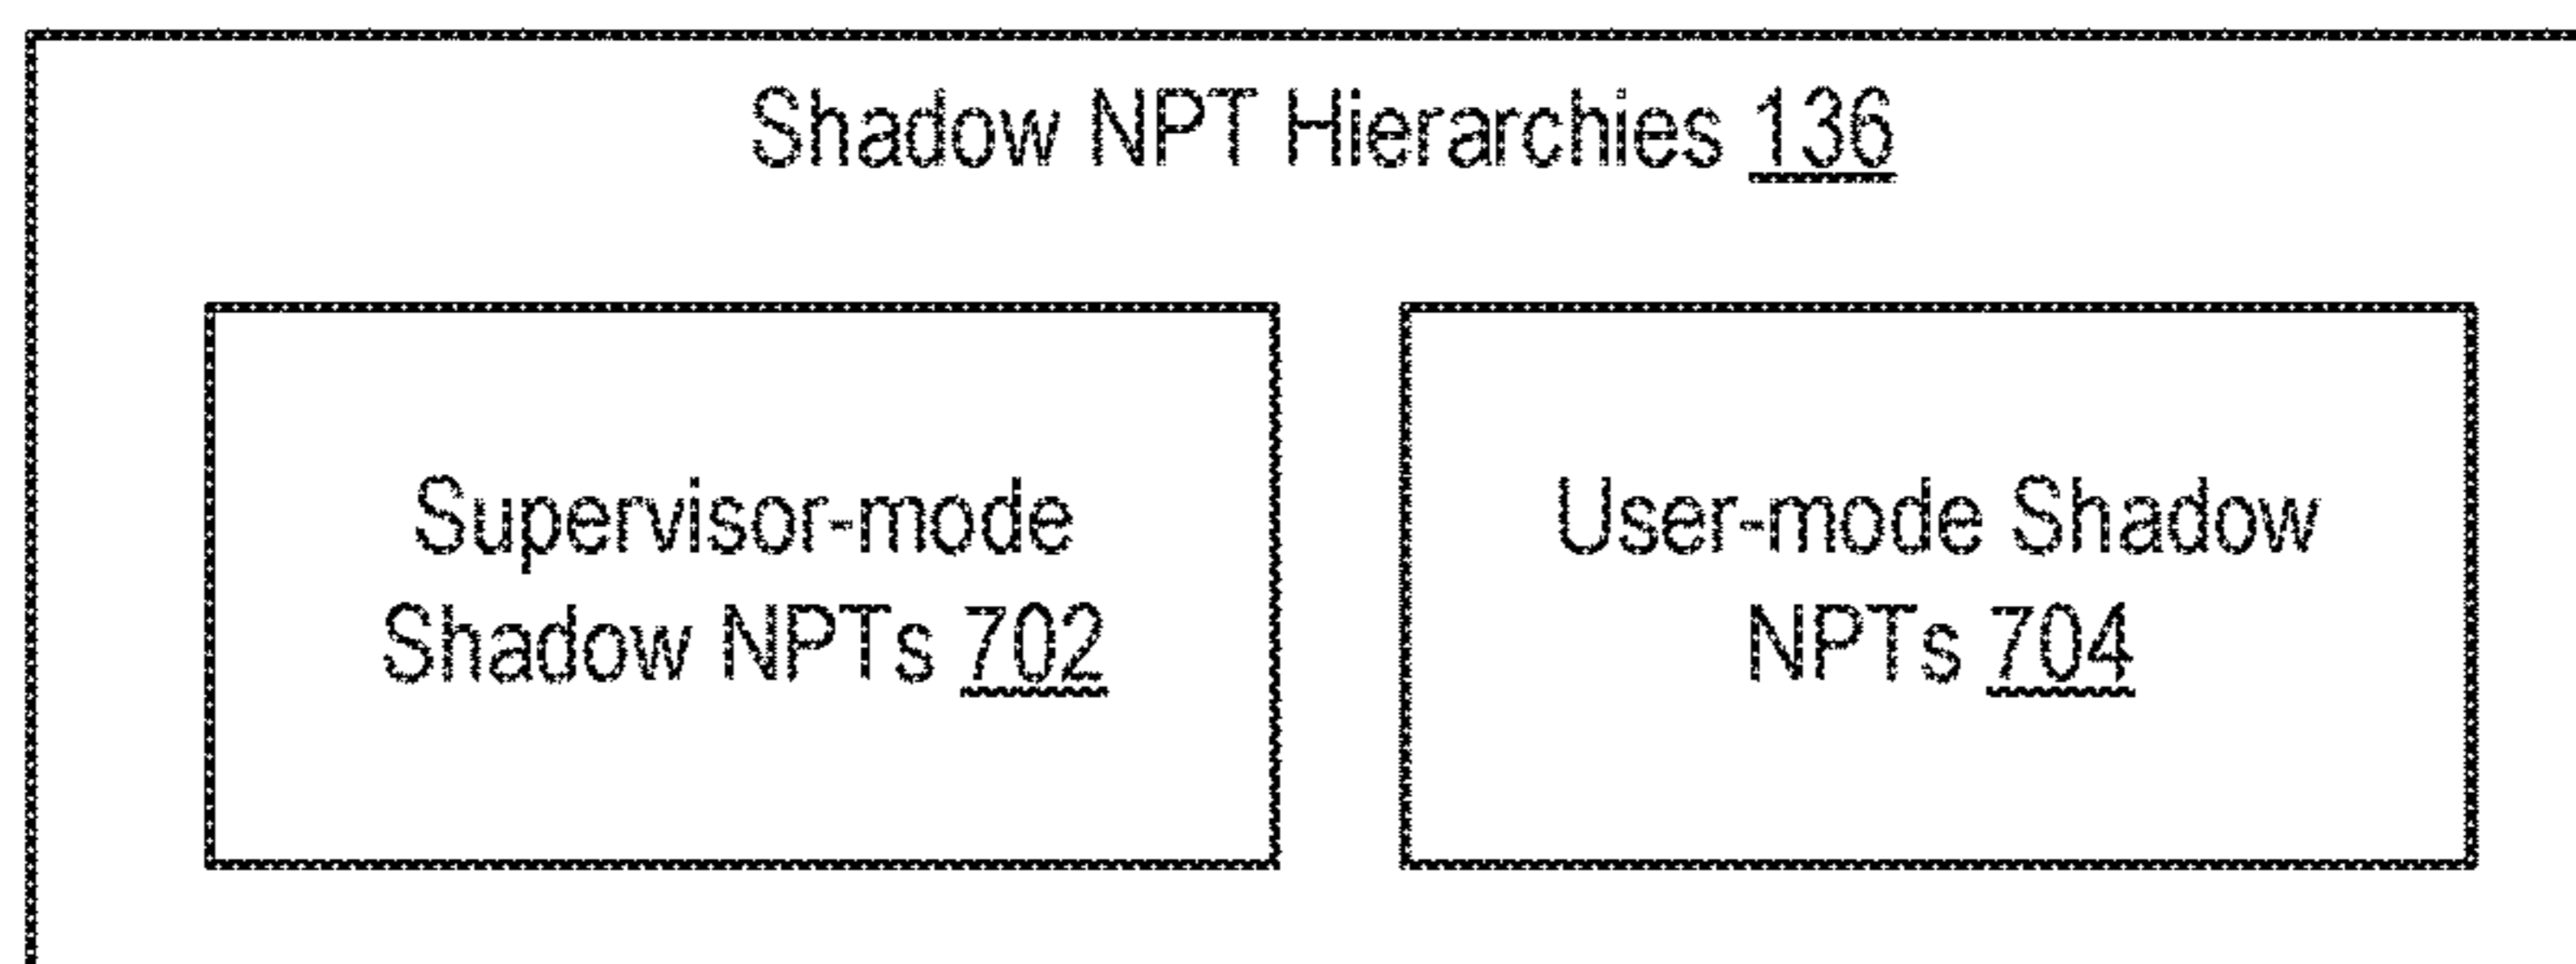 Shadow NPT Hierarchies 136
Supervisor-mode
Shadow NPTs 702
User-mode Shadow
NPTs 704